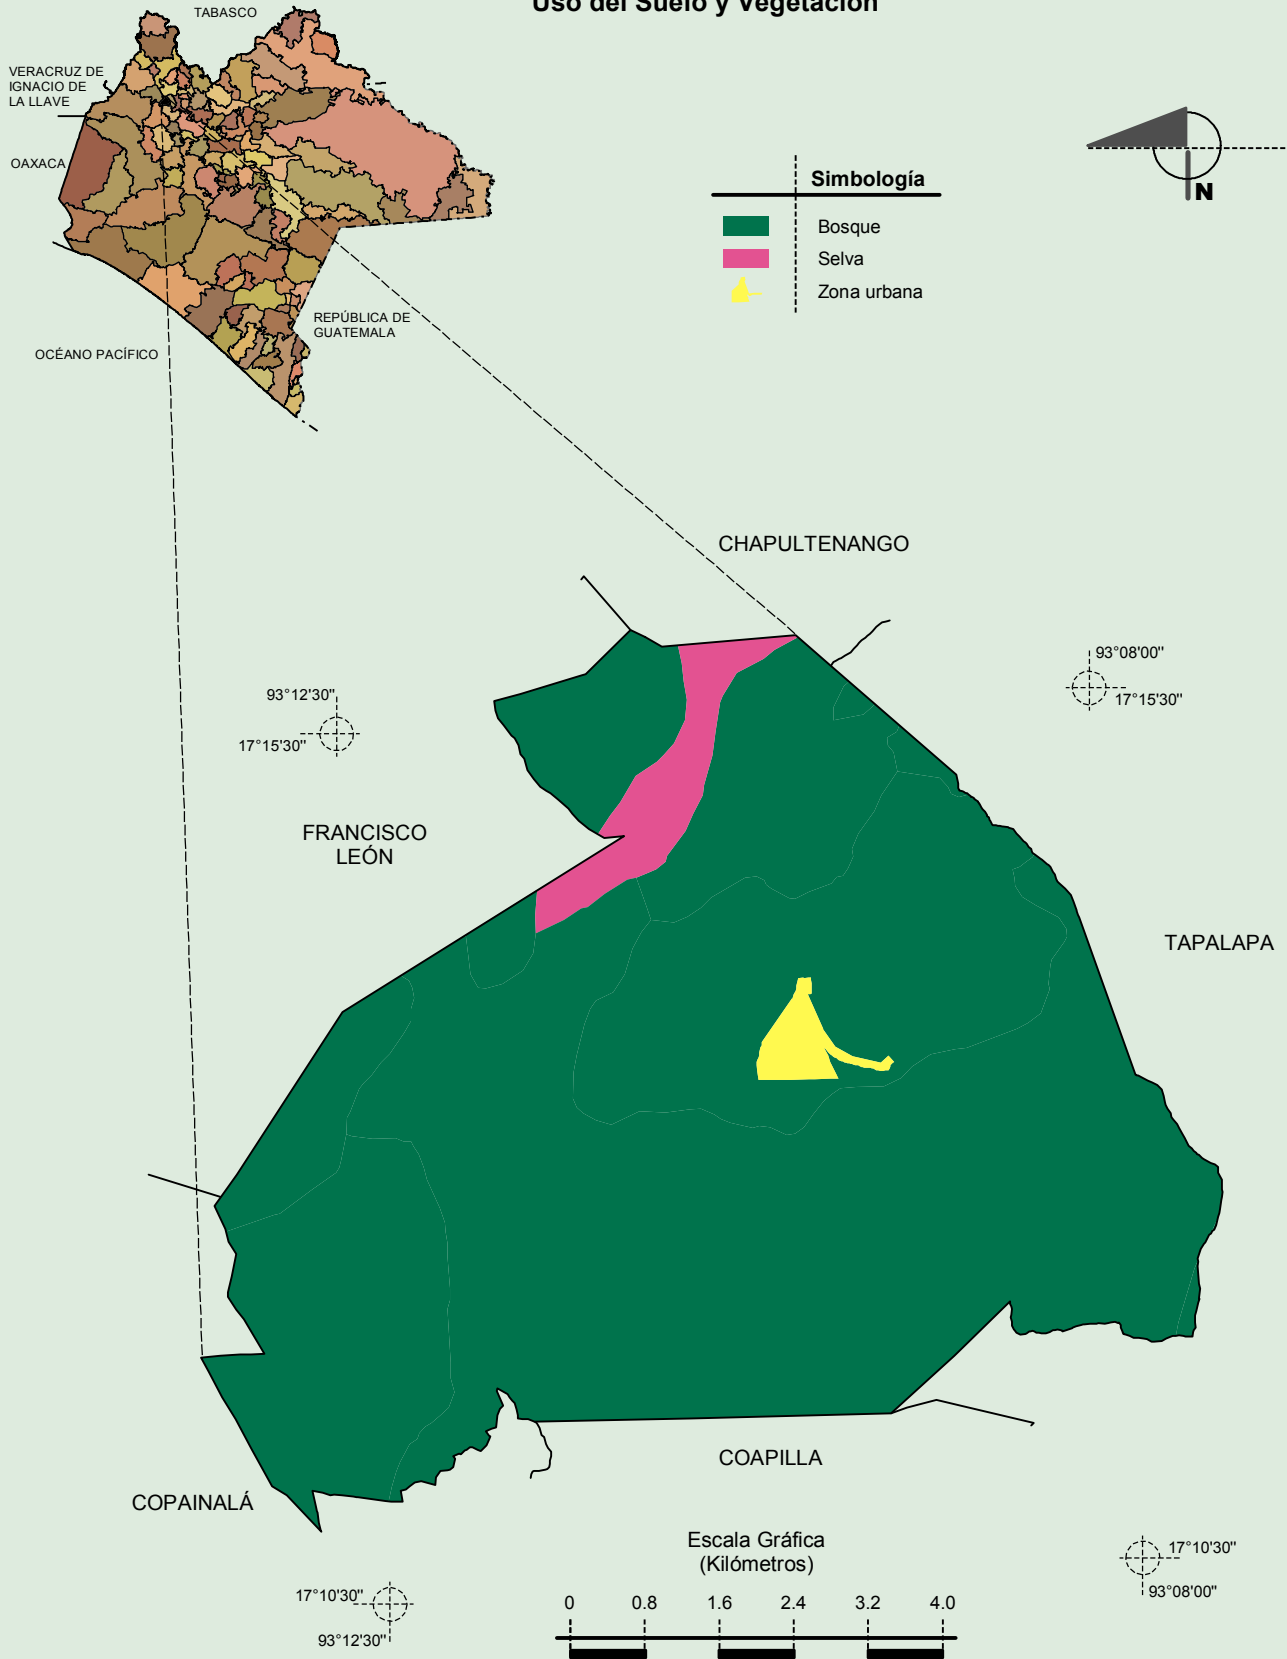 Uso del Suelo y Vegetación
TABASCO
VERACRUZ DE
IGNACIO DE
LA LLAVE
OAXACA
OCÉANO PACÍFICO
REPÚBLICA DE
GUATEMALA
N
Simbología
Bosque
Selva
Zona urbana
CHAPULTENANGO
93°12'30"
17°15'30"
93°08'00"
17°15'30"
FRANCISCO
LEÓN
TAPALAPA
COAPILLA
COPAINALÁ
17°10'30"
93°12'30"
17°10'30"
93°08'00"
Escala Gráfica
(Kilómetros)
0 0.8 1.6 2.4 3.2 4.0